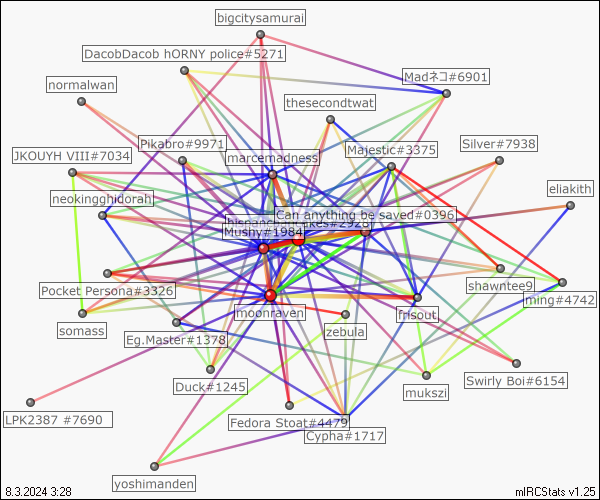 bigcitysamurai
DacobDacob hORNY police#5271
Madネコ#6901
normalwan
thesecondtwat
Pikabro#9971
Majestic#3375
Silver#7938
JKOUYH VIII#7034
marcemadness
neokingghidorah
eliakith
Can anything be saved#0396
Mushy#1984
Pocket Persona#3326
shawntee9
ning#4742
moonraven
frisout
somass
Eg.Master#1378
zebula
Duck#1245
Swirly Boi#6154
mukszi
LPK2387 #7690
Fedora Stoat#4479
Cypha#1717
yoshimanden
8.3.2024 3:28
mIRCStats v1.25